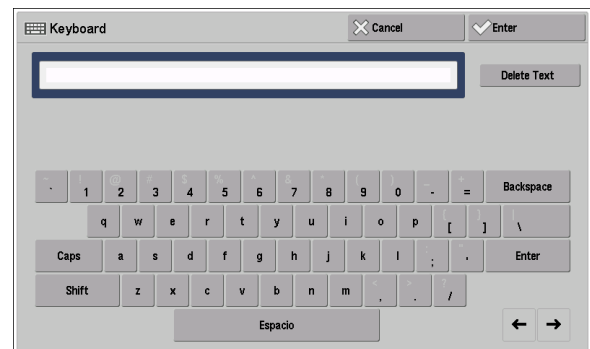 Keyboard Cancel Enter
Delete Text
~ ! @ # $ % ^ & * ( ) _ +
. 1 2 3 4 5 6 7 8 9 0 - = Backspace
{ } |
q w e r t y u i o p [ ] \
: "
Caps a s d f g h j k l ; ' Enter
< > ?
Shift z x c v b n m , . /
Espacio ← →